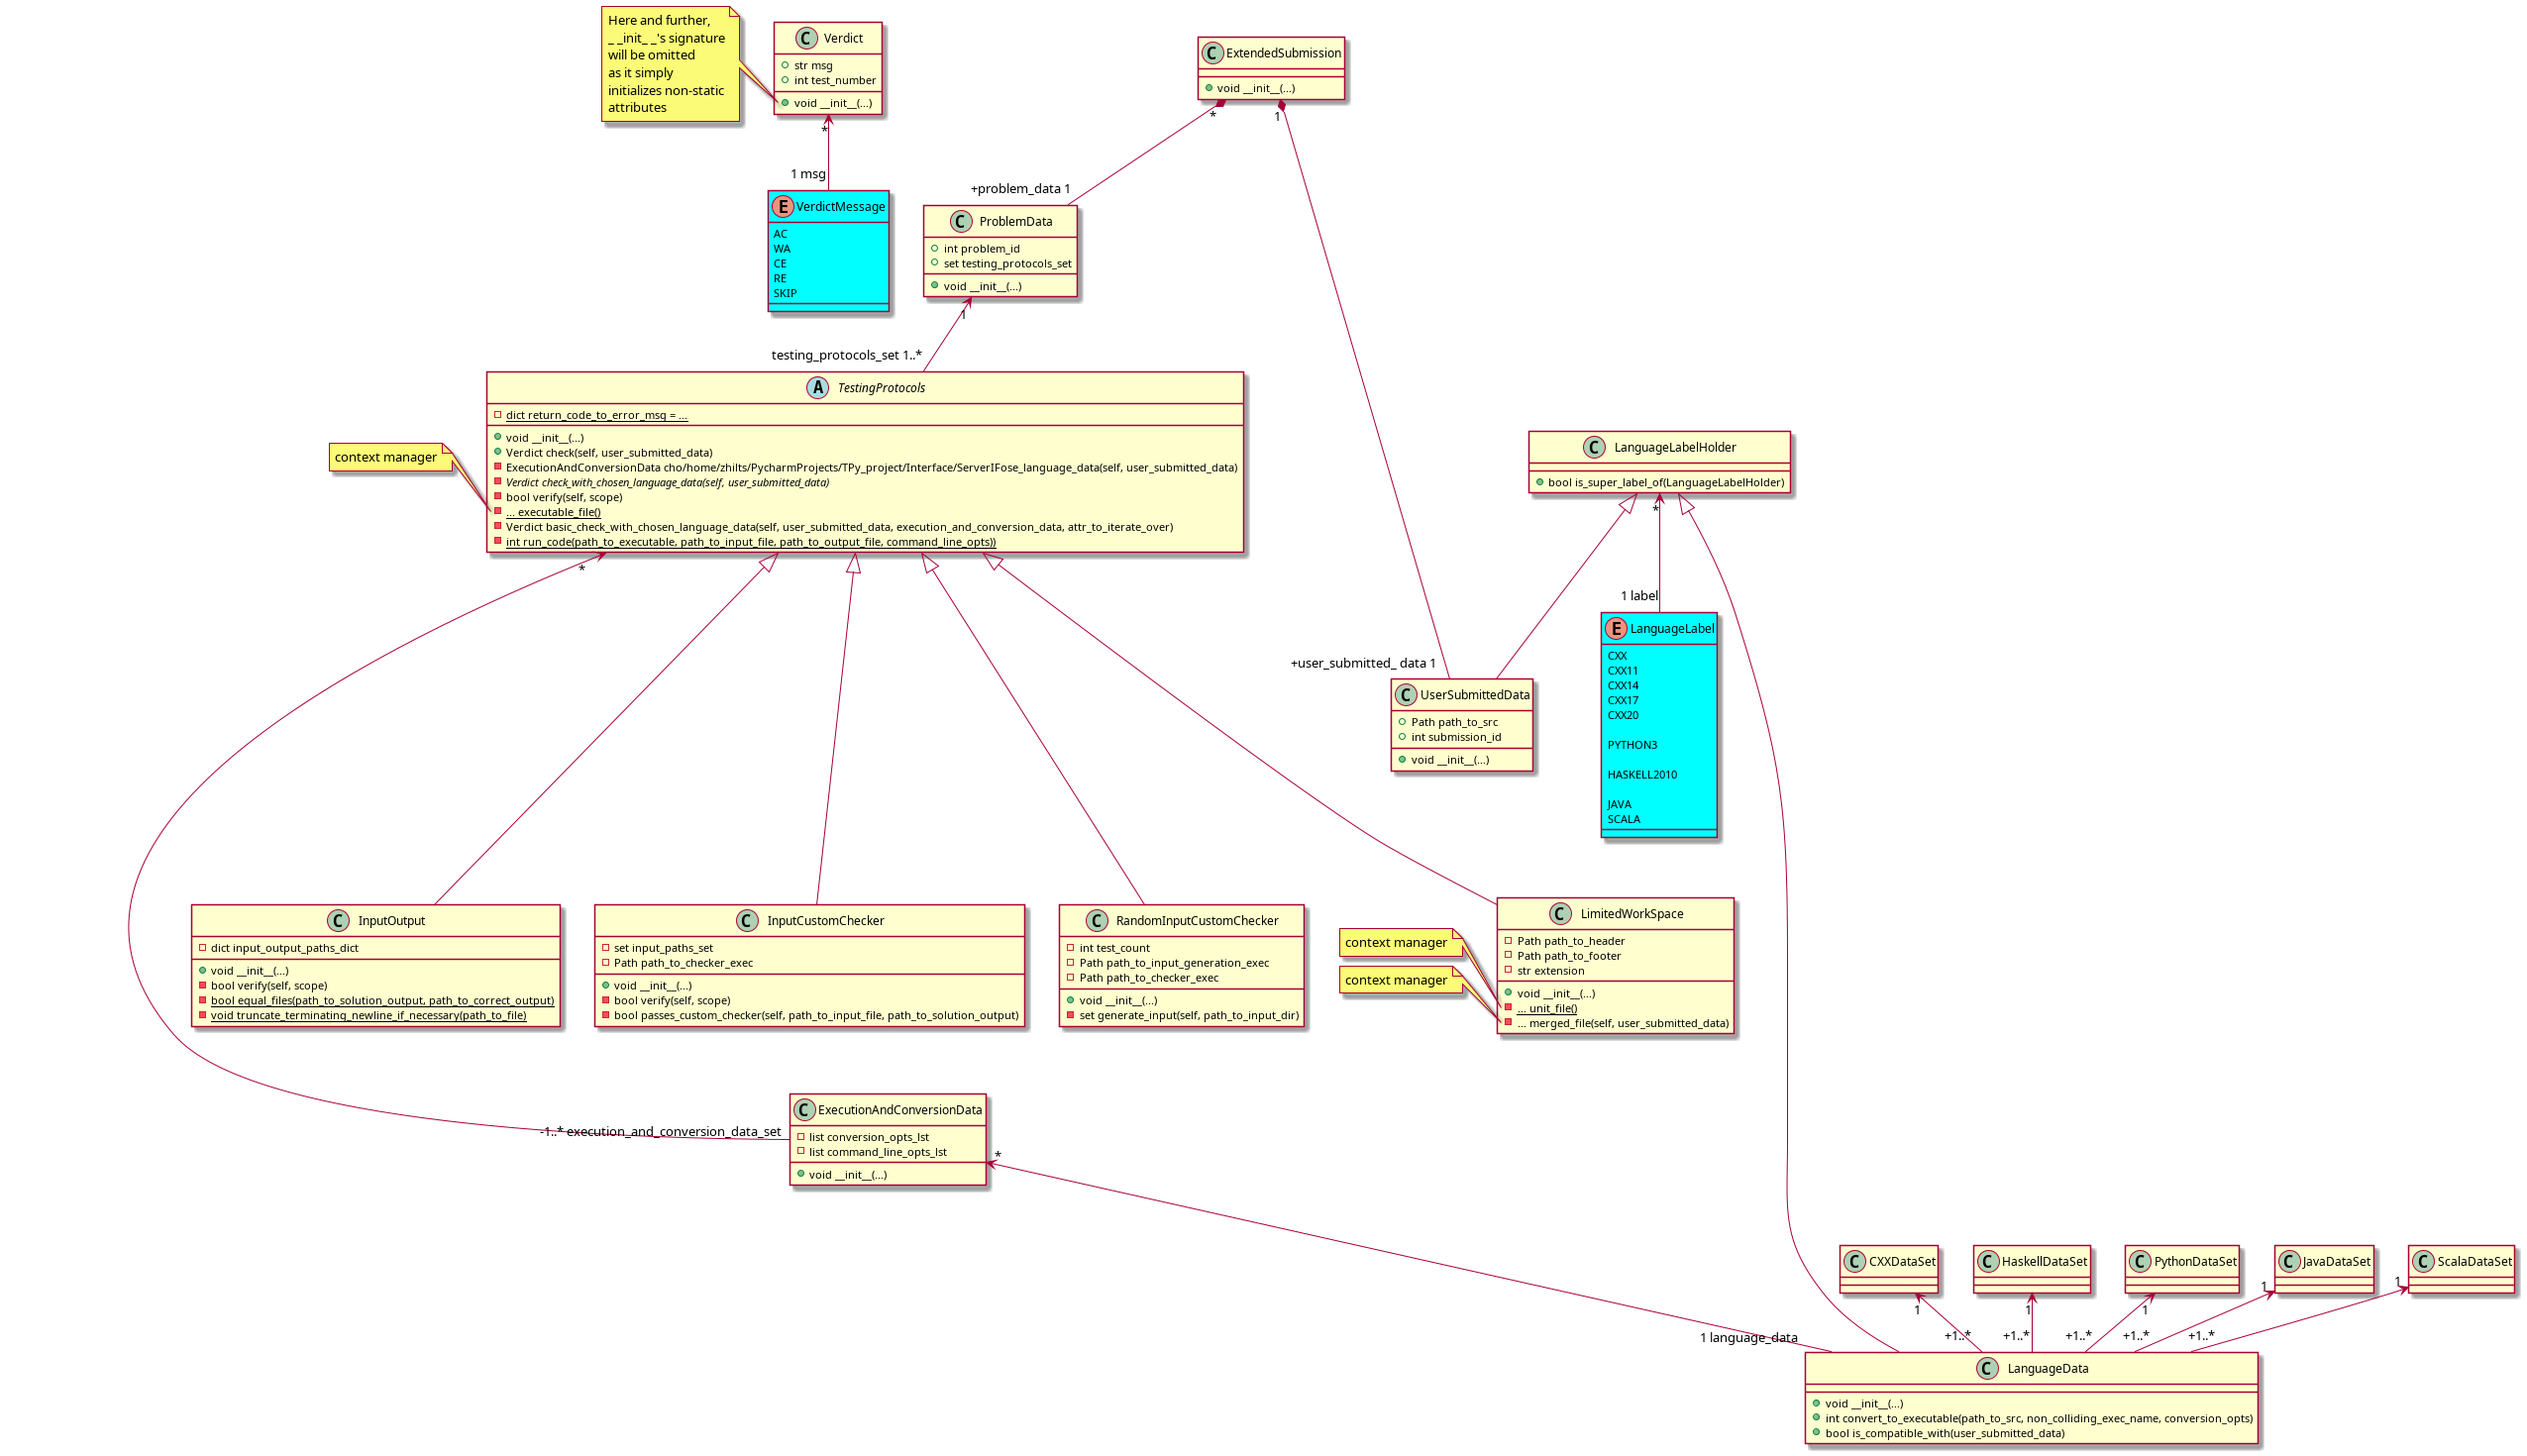 Here and further,
_ _init_ _'s signature
will be omitted
as it simply
initializes non-static
attributes
Verdict
str msg
int test_number
void __init__(...)
*
1 msg
VerdictMessage
AC
WA
CE
RE
SKIP
ExtendedSubmission
void __init__(...)
*
1
+problem_data 1
ProblemData
int problem_id
set testing_protocols_set
void __init__(...)
1
testing_protocols_set 1..*
TestingProtocols
dict return_code_to_error_msg = ...
void __init__(...)
Verdict check(self, user_submitted_data)
ExecutionAndConversionData cho/home/zhilts/PycharmProjects/TPy_project/Interface/ServerIFose_language_data(self, user_submitted_data)
Verdict check_with_chosen_language_data(self, user_submitted_data)
bool verify(self, scope)
... executable_file()
Verdict basic_check_with_chosen_language_data(self, user_submitted_data, execution_and_conversion_data, attr_to_iterate_over)
int run_code(path_to_executable, path_to_input_file, path_to_output_file, command_line_opts))
context manager
*
LanguageLabelHolder
bool is_super_label_of(LanguageLabelHolder)
*
1 label
LanguageLabel
CXX
CXX11
CXX14
CXX17
CXX20
PYTHON3
HASKELL2010
JAVA
SCALA
+user_submitted_ data 1
UserSubmittedData
Path path_to_src
int submission_id
void __init__(...)
InputOutput
dict input_output_paths_dict
void __init__(...)
bool verify(self, scope)
bool equal_files(path_to_solution_output, path_to_correct_output)
void truncate_terminating_newline_if_necessary(path_to_file)
InputCustomChecker
set input_paths_set
Path path_to_checker_exec
void __init__(...)
bool verify(self, scope)
bool passes_custom_checker(self, path_to_input_file, path_to_solution_output)
RandomInputCustomChecker
int test_count
Path path_to_input_generation_exec
Path path_to_checker_exec
void __init__(...)
set generate_input(self, path_to_input_dir)
context manager
context manager
LimitedWorkSpace
Path path_to_header
Path path_to_footer
str extension
void __init__(...)
... unit_file()
... merged_file(self, user_submitted_data)
-1..* execution_and_conversion_data_set
ExecutionAndConversionData
list conversion_opts_lst
list command_line_opts_lst
void __init__(...)
*
CXXDataSet
HaskellDataSet
PythonDataSet
JavaDataSet
ScalaDataSet
1
1
1
1
1
+1..*
+1..*
+1..*
+1..*
+1..*
1 language_data
LanguageData
void __init__(...)
int convert_to_executable(path_to_src, non_colliding_exec_name, conversion_opts)
bool is_compatible_with(user_submitted_data)